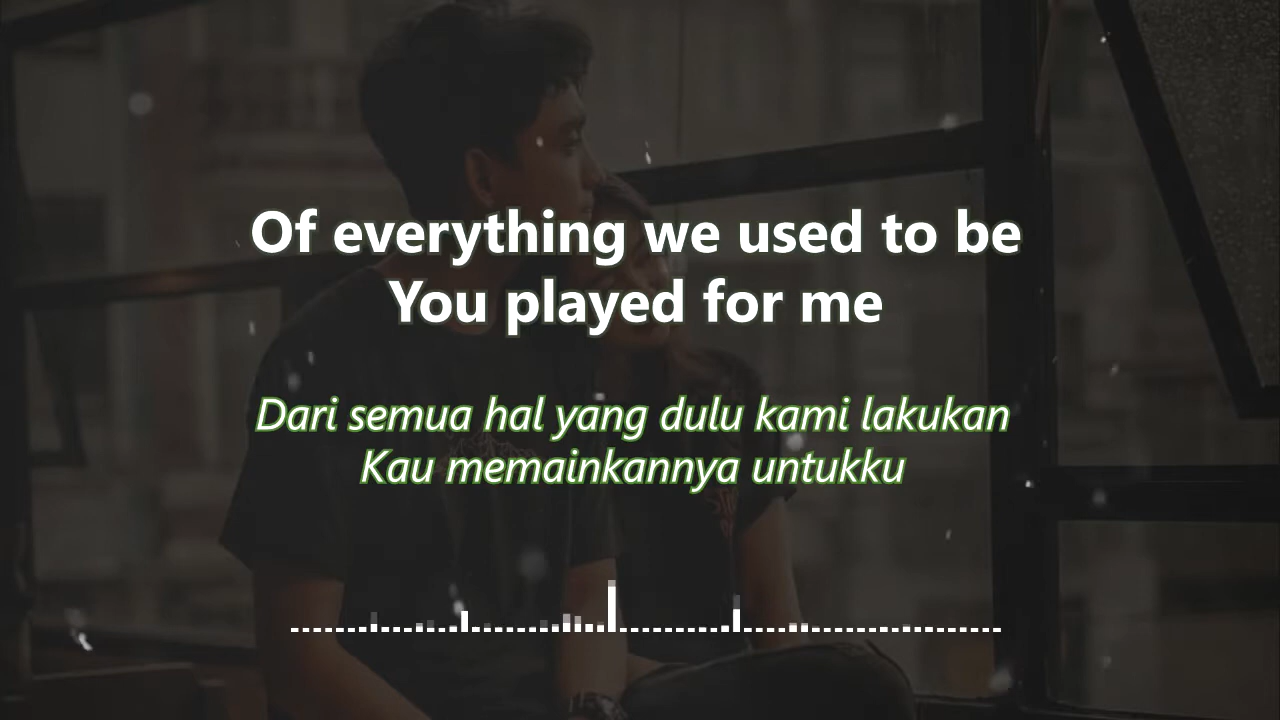 Of everything we used to be
You played for me
Dari semua hal yang dulu kami lakukan
Kau memainkannya untukku